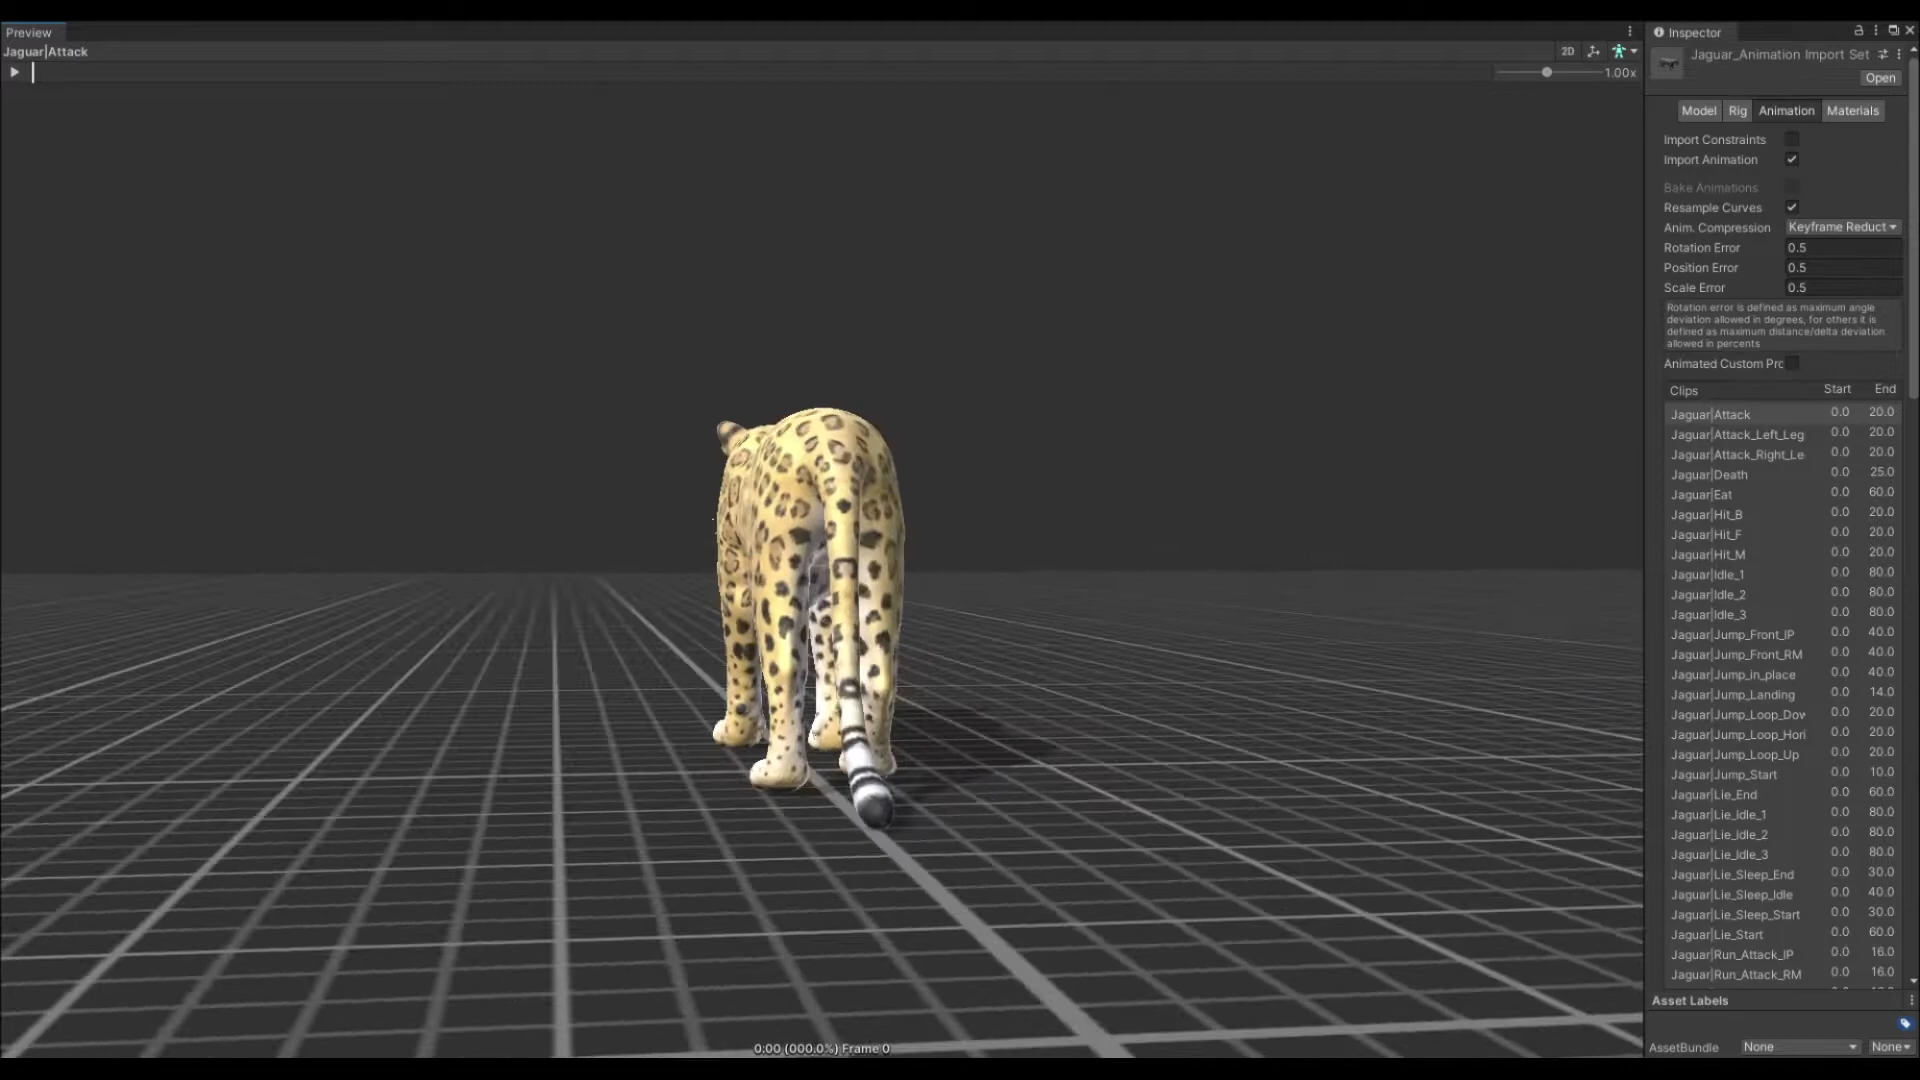 Preview
Jaguar|Attack
2D
1.00x
0:00 (000.0%) Frame 0
Inspector
Jaguar_Animation Import Set
Open
Model Rig Animation Materials
Import Constraints
Import Animation
Bake Animations
Resample Curves
Anim. Compression Keyframe Reduct
Rotation Error 0.5
Position Error 0.5
Scale Error 0.5
Rotation error is defined as maximum angle
deviation allowed in degrees, for others it is
defined as maximum distance/delta deviation
allowed in percents
Animated Custom Prc
Clips Start End
Jaguar|Attack 0.0 20.0
Jaguar|Attack_Left_Leg 0.0 20.0
Jaguar|Attack_Right_Le 0.0 20.0
Jaguar|Death 0.0 25.0
Jaguar|Eat 0.0 60.0
Jaguar|Hit_B 0.0 20.0
Jaguar|Hit_F 0.0 20.0
Jaguar|Hit_M 0.0 20.0
Jaguar|Idle_1 0.0 80.0
Jaguar|Idle_2 0.0 80.0
Jaguar|Idle_3 0.0 80.0
Jaguar|Jump_Front_IP 0.0 40.0
Jaguar|Jump_Front_RM 0.0 40.0
Jaguar|Jump_in_place 0.0 40.0
Jaguar|Jump_Landing 0.0 14.0
Jaguar|Jump_Loop_Dow 0.0 20.0
Jaguar|Jump_Loop_Hori 0.0 20.0
Jaguar|Jump_Loop_Up 0.0 20.0
Jaguar|Jump_Start 0.0 10.0
Jaguar|Lie_End 0.0 60.0
Jaguar|Lie_Idle_1 0.0 80.0
Jaguar|Lie_Idle_2 0.0 80.0
Jaguar|Lie_Idle_3 0.0 80.0
Jaguar|Lie_Sleep_End 0.0 30.0
Jaguar|Lie_Sleep_Idle 0.0 40.0
Jaguar|Lie_Sleep_Start 0.0 30.0
Jaguar|Lie_Start 0.0 60.0
Jaguar|Run_Attack_IP 0.0 16.0
Jaguar|Run_Attack_RM 0.0 16.0
Asset Labels
AssetBundle None None